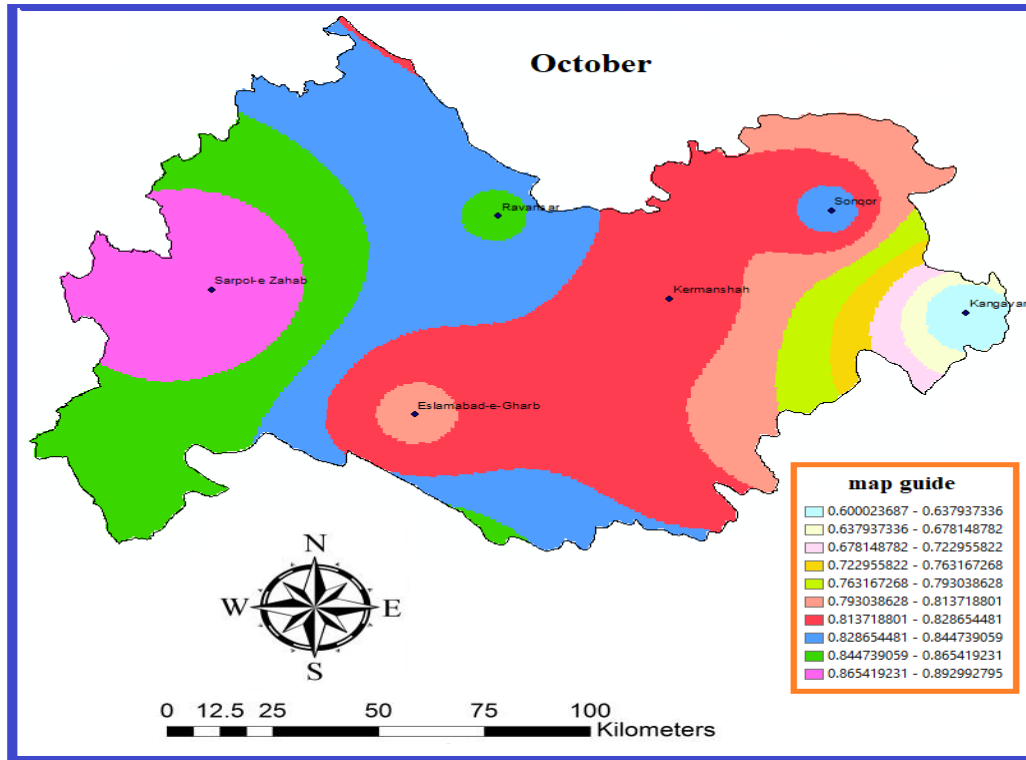 October
Ravansar
Sonqor
Sarpol-e Zahab
Kermanshah
Kangavar
Eslamabad-e-Gharb
map guide
0.600023687 - 0.637937336
0.637937336 - 0.678148782
0.678148782 - 0.722955822
0.722955822 - 0.763167268
0.763167268 - 0.793038628
0.793038628 - 0.813718801
0.813718801 - 0.828654481
0.828654481 - 0.844739059
0.844739059 - 0.865419231
0.865419231 - 0.892992795
N
W E
S
0 12.5 25 50 75 100
Kilometers